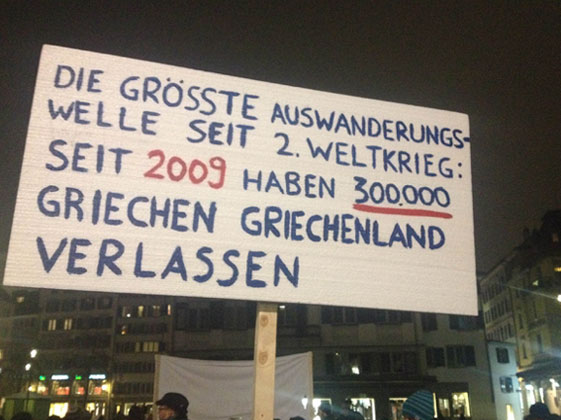 DIE GRÖSSTE AUSWANDERUNGS-
WELLE SEIT 2. WELTKRIEG:
SEIT 2009 HABEN 300.000
GRIECHEN GRIECHENLAND
VERLASSEN